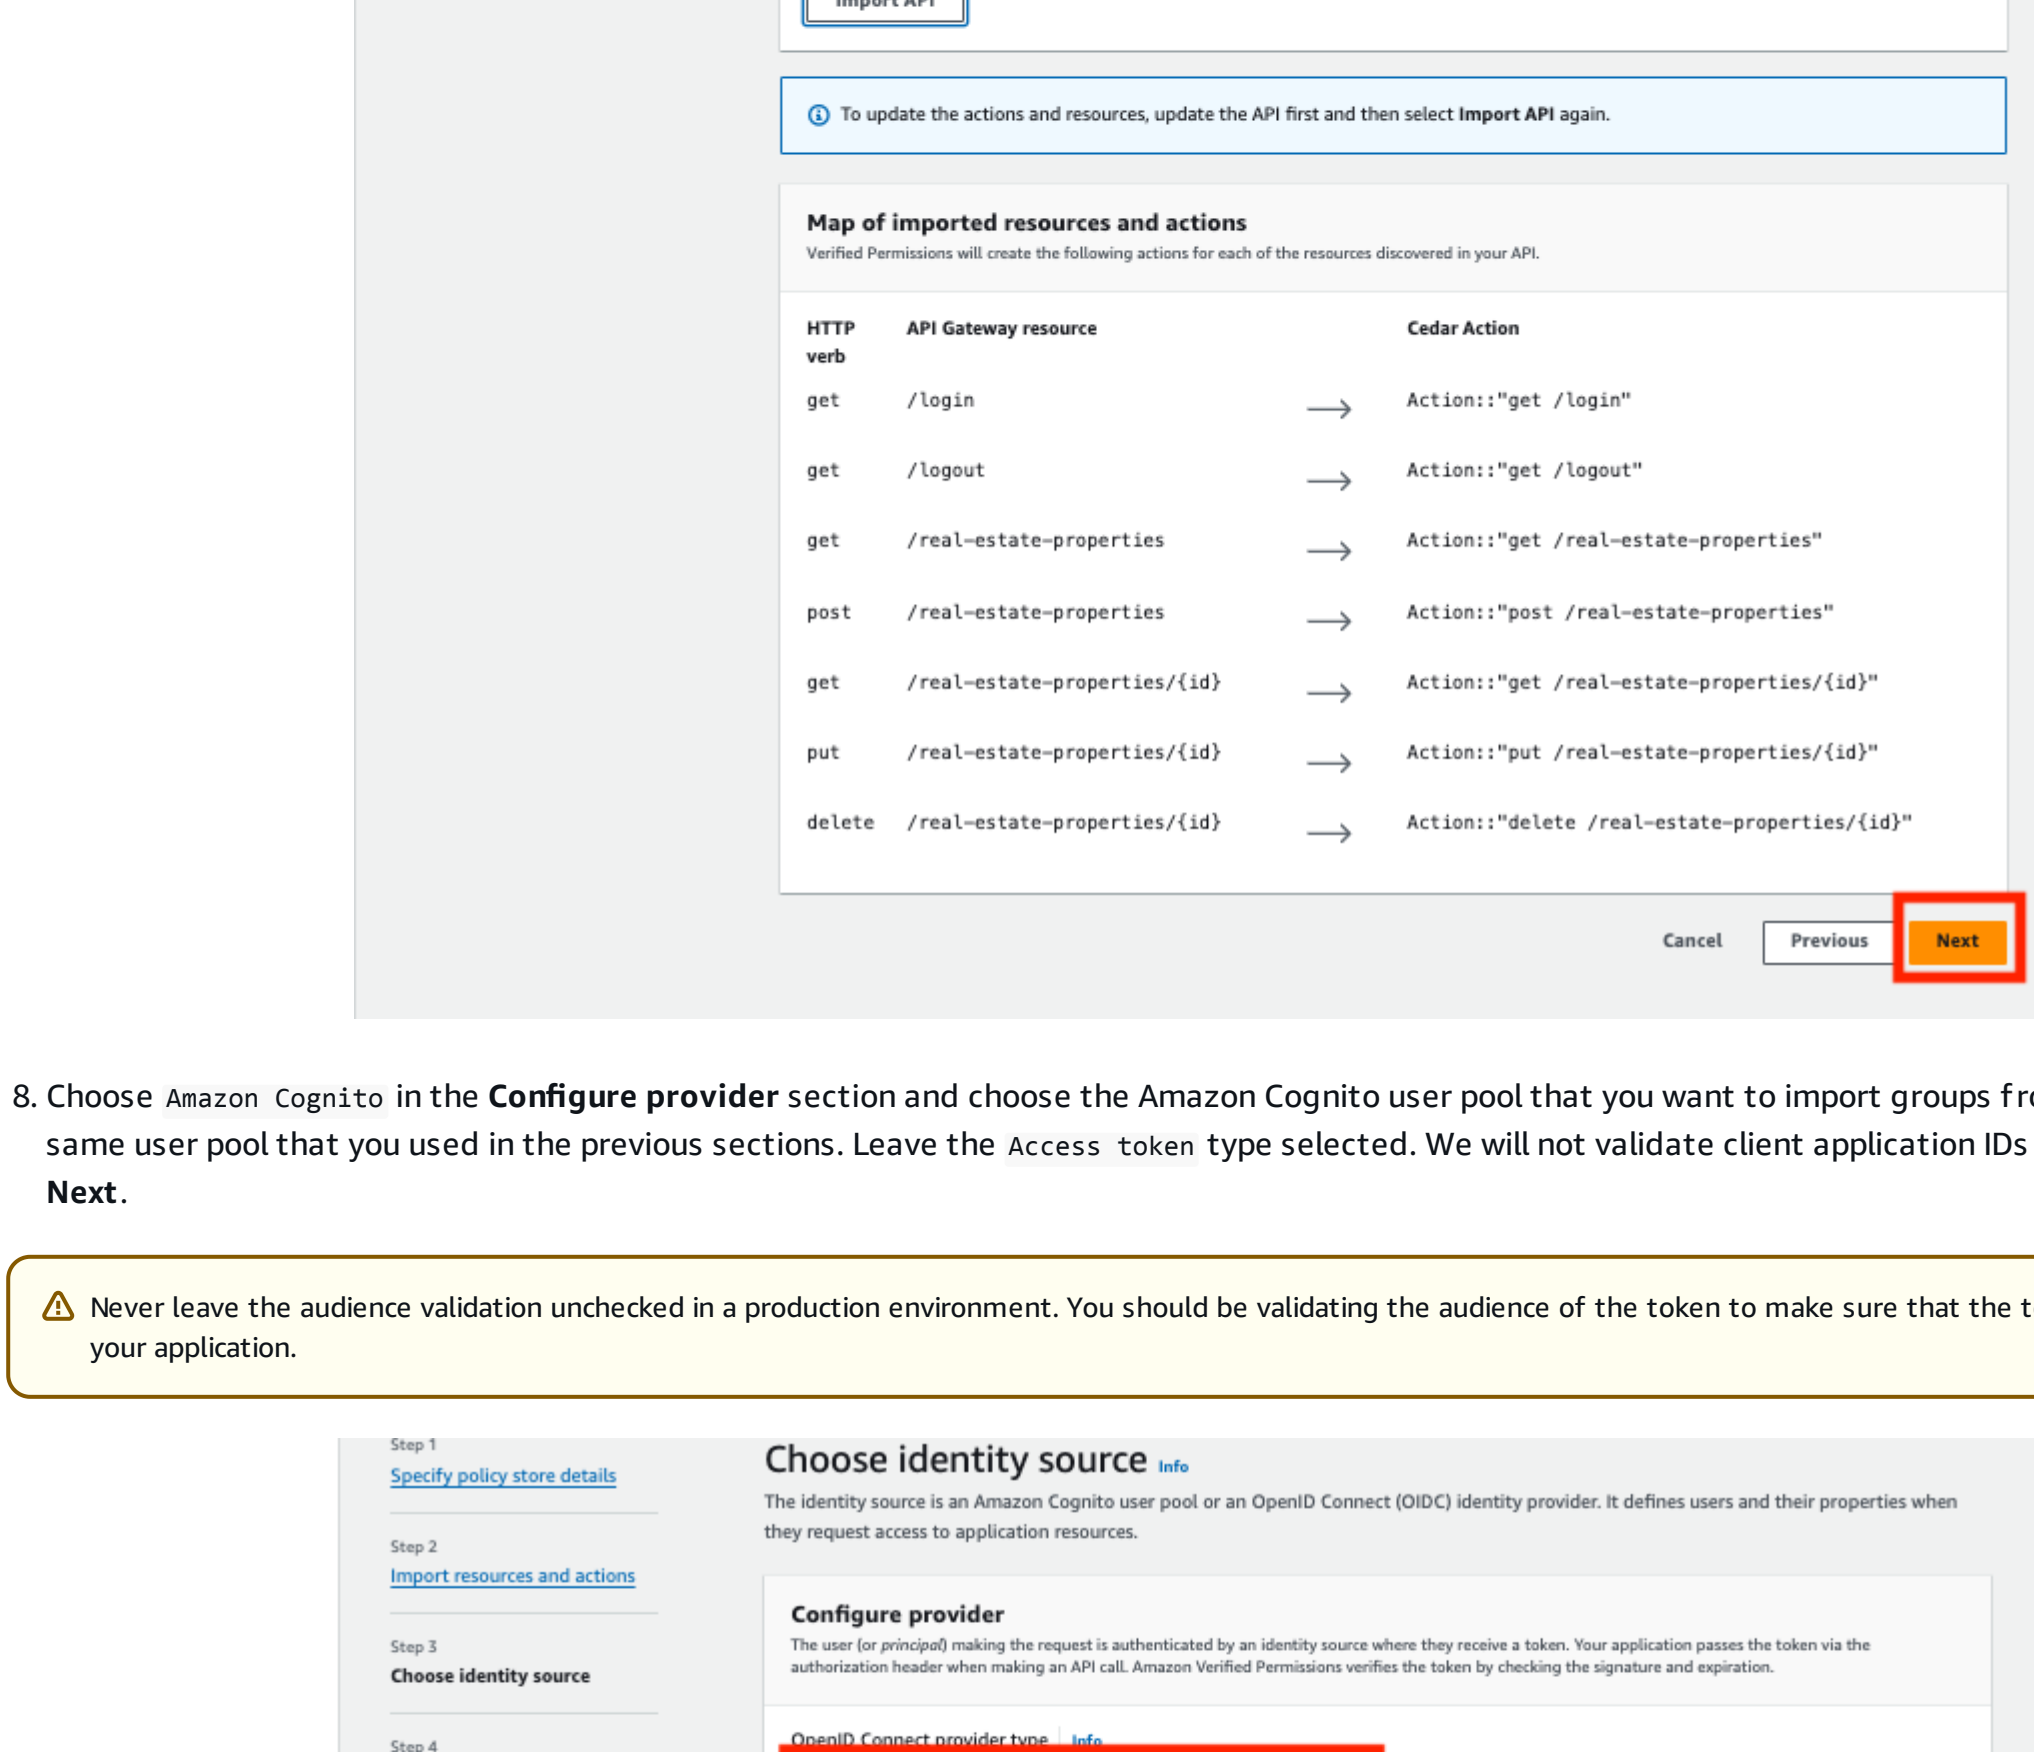 Import API
To update the actions and resources, update the API first and then select Import API again.
Map of imported resources and actions
Verified Permissions will create the following actions for each of the resources discovered in your API.
HTTP verb API Gateway resource Cedar Action
get /login Action::"get /login"
get /logout Action::"get /logout"
get /real-estate-properties Action::"get /real-estate-properties"
post /real-estate-properties Action::"post /real-estate-properties"
get /real-estate-properties/{id} Action::"get /real-estate-properties/{id}"
put /real-estate-properties/{id} Action::"put /real-estate-properties/{id}"
delete /real-estate-properties/{id} Action::"delete /real-estate-properties/{id}"
Cancel Previous Next
8. Choose Amazon Cognito in the Configure provider section and choose the Amazon Cognito user pool that you want to import groups
same user pool that you used in the previous sections. Leave the Access token type selected. We will not validate client application IDs
Next.
Never leave the audience validation unchecked in a production environment. You should be validating the audience of the token to make sure that the
your application.
Step 1
Specify policy store details
Step 2
Import resources and actions
Step 3
Choose identity source
Step 4
Choose identity source Info
The identity source is an Amazon Cognito user pool or an OpenID Connect (OIDC) identity provider. It defines users and their properties when
they request access to application resources.
Configure provider
The user (or principal) making the request is authenticated by an identity source where they receive a token. Your application passes the token via the
authorization header when making an API call. Amazon Verified Permissions verifies the token by checking the signature and expiration.
OpenID Connect provider type Info